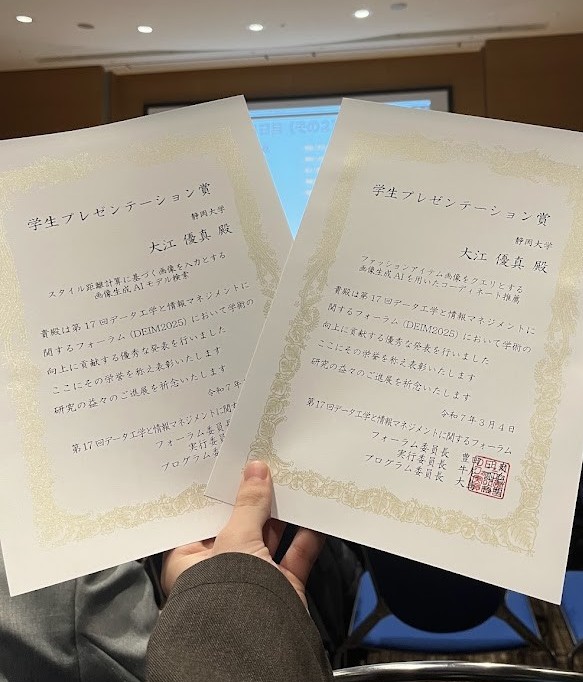 学生プレゼンテーション賞
静岡大学
大江 優真 殿
スタイル距離計算に基づく画像を入力とする
画像生成AIモデル検索
貴殿は第17回データ工学と情報マネジメントに
関するフォーラム(DEIM2025)において学術の
向上に貢献する優秀な発表を行いました
ここにその栄誉を称え表彰いたします
研究の益々のご進展を祈念いたします
令和7年
第17回データ工学と情報マネジメントに関す
フォーラム委員長
実行委員
プログラム
学生プレゼンテーション賞
静岡大学
大江 優真 殿
ファッションアイテム画像をクエリとする
画像生成AIを用いたコーディネート推薦
貴殿は第17回データ工学と情報マネジメントに
関するフォーラム(DEIM2025)において学術の
向上に貢献する優秀な発表を行いました
ここにその栄誉を称え表彰いたします
研究の益々のご進展を祈念いたします
令和7年3月4日
第17回データ工学と情報マネジメントに関するフォーラム
フォーラム委員長 豊
実行委員長 牛
プログラム委員長 大